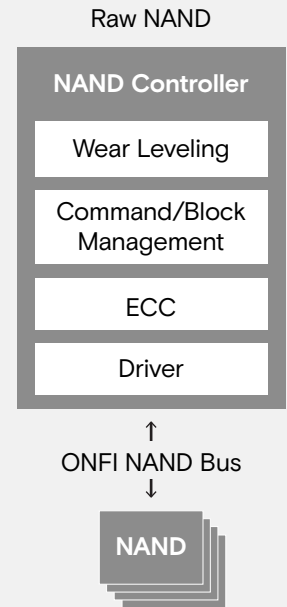 Raw NAND
NAND Controller
Wear Leveling
Command/Block
Management
ECC
Driver
↑
ONFI NAND Bus
↓
NAND